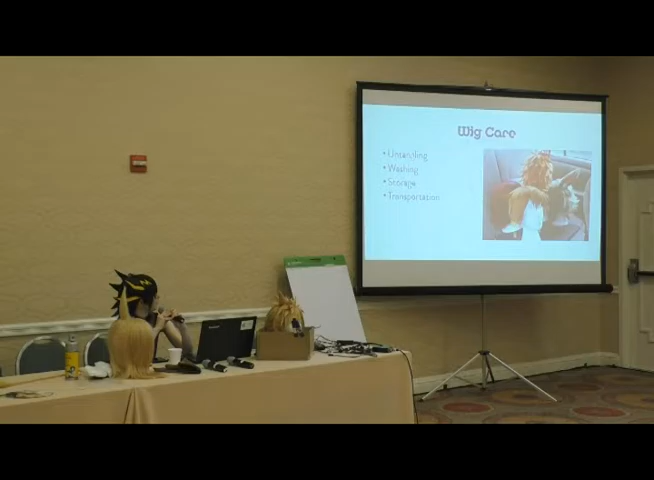 Wig Care
• Untangling
• Washing
• Storage
• Transportation